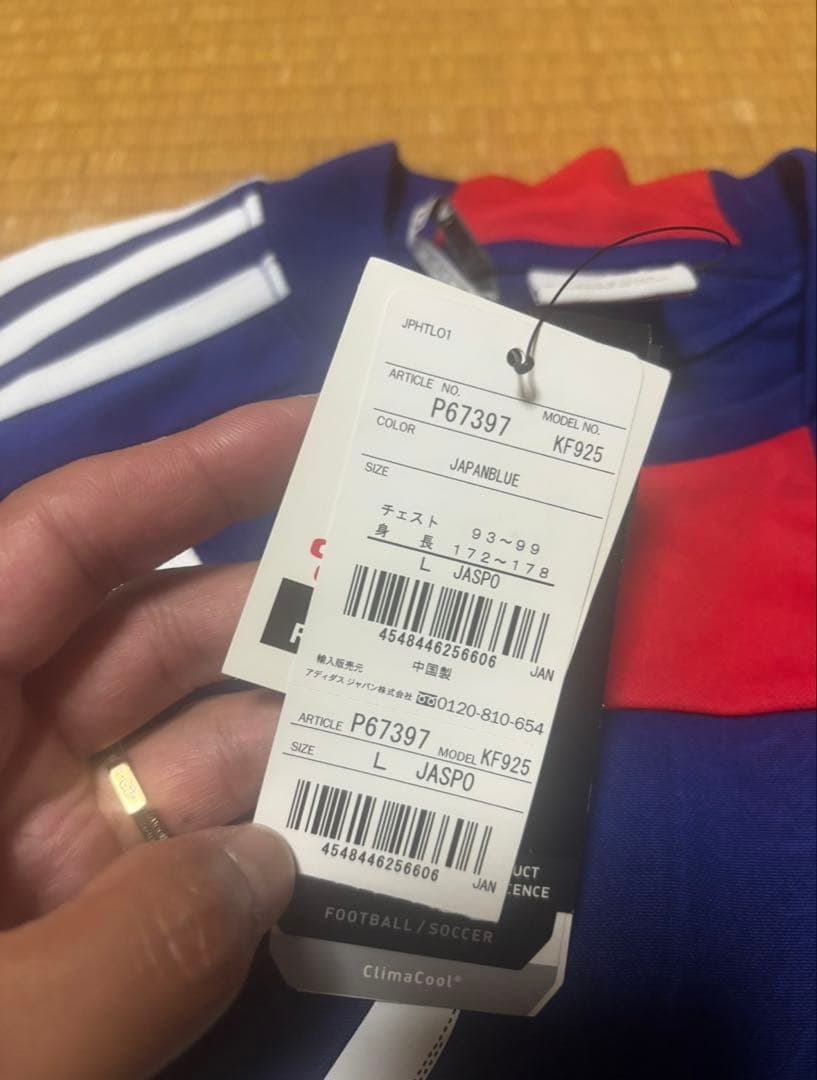 JPHTL01
ARTICLE NO.
MODEL NO.
P67397
KF925
COLOR
JAPANBLUE
SIZE
チェスト 93~99
身 長 172~178
L JASPO
4548446256606
JAN
輸入販売元
中国製
アディダス ジャパン株式会社 0120-810-654
ARTICLE P67397 MODEL KF925
SIZE L JASPO
4548446256606
JAN
UCT
ENCE
FOOTBALL/SOCCER
ClimaCool®